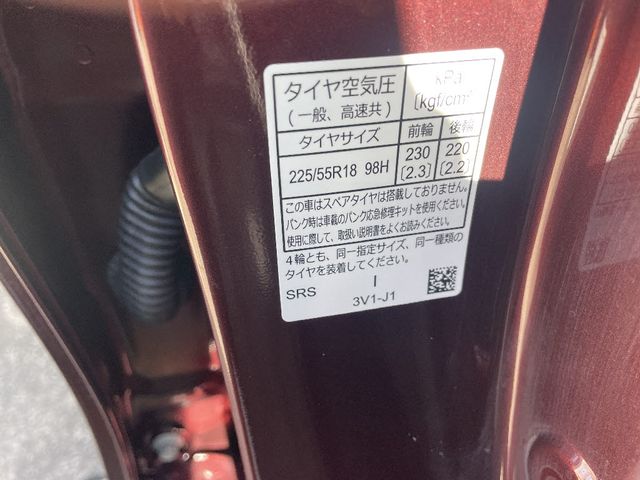 タイヤ空気圧
(一般、高速共)
kPa
[kgf/cm²
タイヤサイズ 前輪 後輪
225/55R18 98H 230 220
[2.3] [2.2]
この車はスペアタイヤは搭載しておりません。
パンク時は車載のパンク応急修理キットを使用ください。
使用に際して、取扱い説明書をよくお読みください。
4輪とも、同一指定サイズ、同一種類の
タイヤを装着してください。
SRS I
3V1-J1